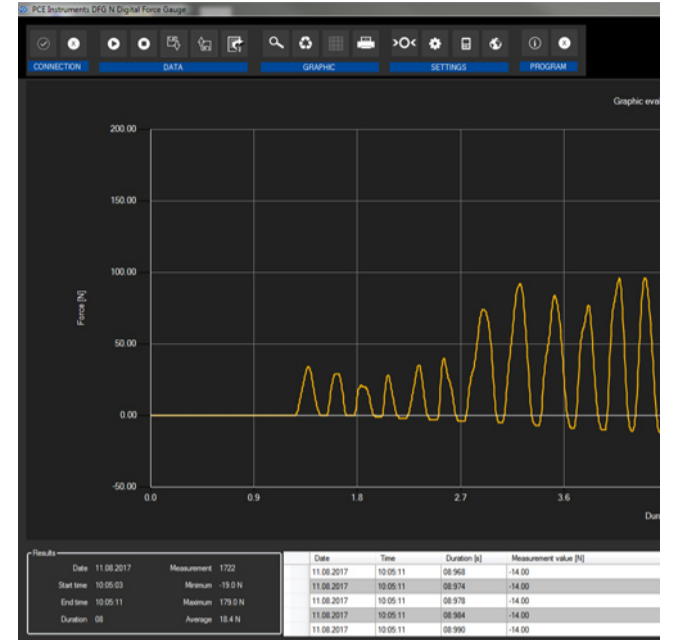 PCE Instruments DFG N Digital Force Gauge
CONNECTION DATA GRAPHIC SETTINGS PROGRAM
Graphic eval
200.00
150.00
100.00
50.00
0.00
-50.00
Force [N]
0.0 0.9 1.8 2.7 3.6
Dur
Results
Date 11.08.2017 Measurement 1722
Start time 10:05:03 Minimum -19.0 N
End time 10:05:11 Maximum 179.0 N
Duration 08 Average 18.4 N
Date Time Duration [s] Measurement value [N]
11.08.2017 10:05:11 08:968 -14.00
11.08.2017 10:05:11 08:974 -14.00
11.08.2017 10:05:11 08:978 -14.00
11.08.2017 10:05:11 08:984 -14.00
11.08.2017 10:05:11 08:990 -14.00